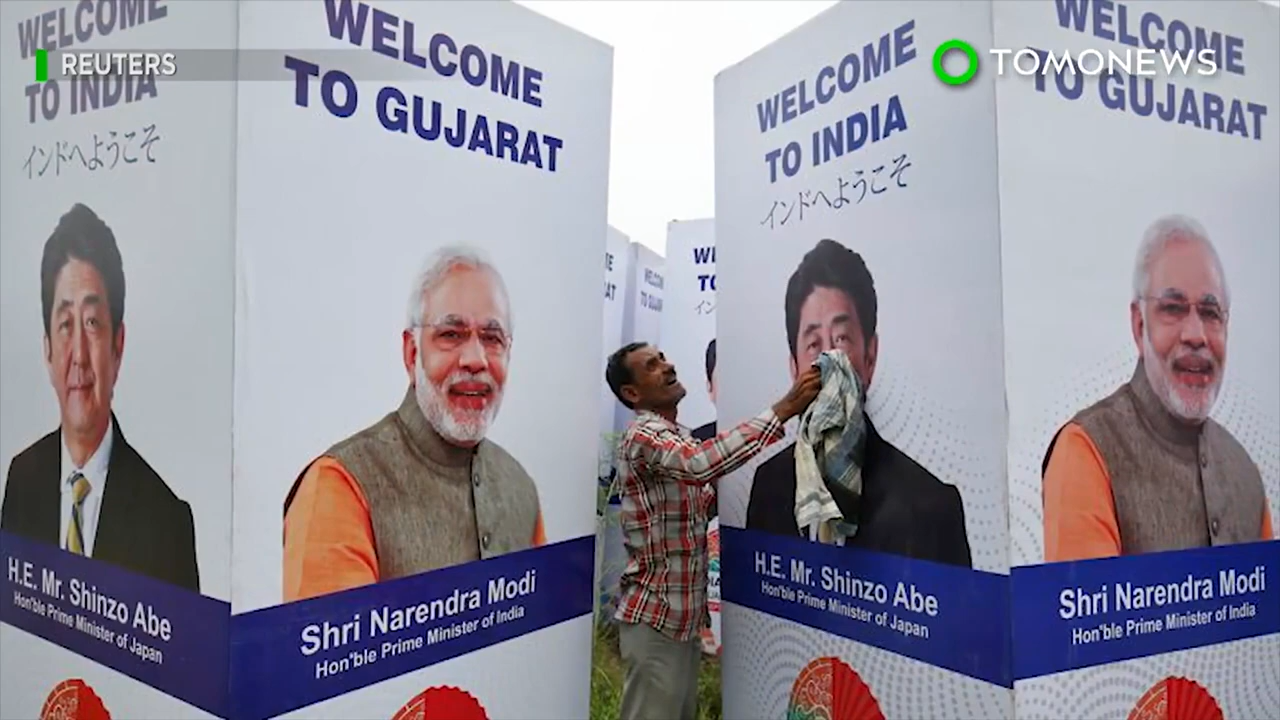 REUTERS
TOMONEWS
WELCOME
TO INDIA
インドへようこそ
H.E. Mr. Shinzo Abe
Hon'ble Prime Minister of Japan
WELCOME
TO GUJARAT
Shri Narendra Modi
Hon'ble Prime Minister of India
WELCOME
TO INDIA
インドへようこそ
H.E. Mr. Shinzo Abe
Hon'ble Prime Minister of Japan
WELCOME
TO GUJARAT
Shri Narendra Modi
Hon'ble Prime Minister of India